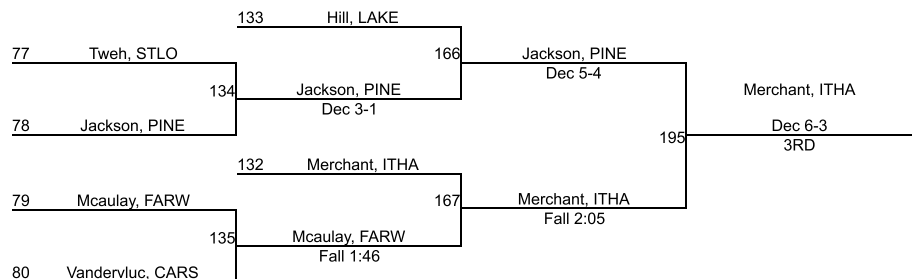 133 Hill, LAKE
77 Tweh, STLO
166 Jackson, PINE
Dec 5-4
134 Jackson, PINE
Dec 3-1
Merchant, ITHA
78 Jackson, PINE
Dec 6-3
195
3RD
132 Merchant, ITHA
79 Mcaulay, FARW
167 Merchant, ITHA
Fall 2:05
135 Mcaulay, FARW
Fall 1:46
80 Vandervluc, CARS